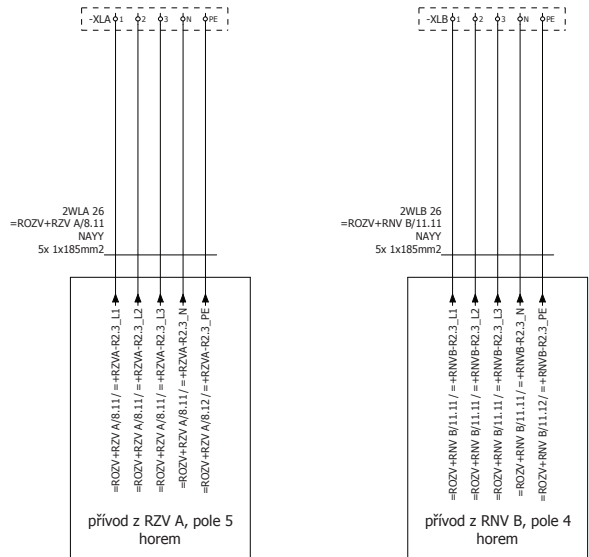 -XLA 1 2 3 N PE
2WLA 26
=ROZV+RZV A/8.11
NAYY
5x 1x185mm2
=ROZV+RZV A/8.11/ =+RZVA-R2.3_L1
=ROZV+RZV A/8.11/ =+RZVA-R2.3_L2
=ROZV+RZV A/8.11/ =+RZVA-R2.3_L3
=ROZV+RZV A/8.11/ =+RZVA-R2.3_N
=ROZV+RZV A/8.12/ =+RZVA-R2.3_PE
přívod z RZV A, pole 5
horem
-XLB 1 2 3 N PE
2WLB 26
=ROZV+RNV B/11.11
NAYY
5x 1x185mm2
=ROZV+RNV B/11.11/ =+RNVB-R2.3_L1
=ROZV+RNV B/11.11/ =+RNVB-R2.3_L2
=ROZV+RNV B/11.11/ =+RNVB-R2.3_L3
=ROZV+RNV B/11.11/ =+RNVB-R2.3_N
=ROZV+RNV B/11.12/ =+RNVB-R2.3_PE
přívod z RNV B, pole 4
horem